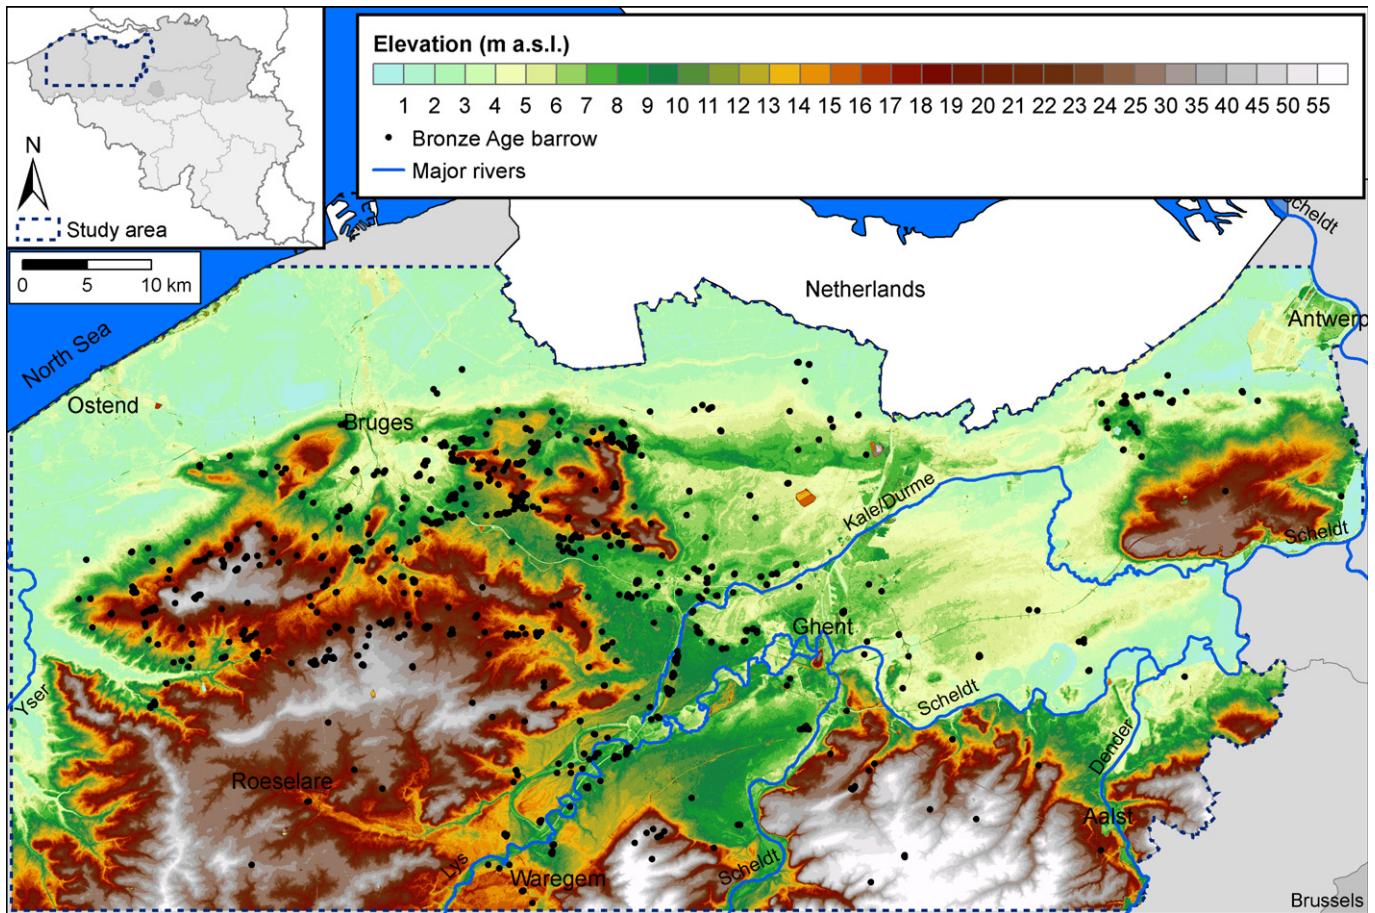 Elevation (m a.s.l.)
1 2 3 4 5 6 7 8 9 10 11 12 13 14 15 16 17 18 19 20 21 22 23 24 25 30 35 40 45 50 55
Bronze Age barrow
Major rivers
N
Study area
0 5 10 km
Scheldt
Netherlands
North Sea
Antwerp
Ostend
Bruges
Kale/Durme
Scheldt
Ghent
Yser
Scheldt
Dender
Roeselare
Aalst
Lys
Waregem
Scheldt
Brussels